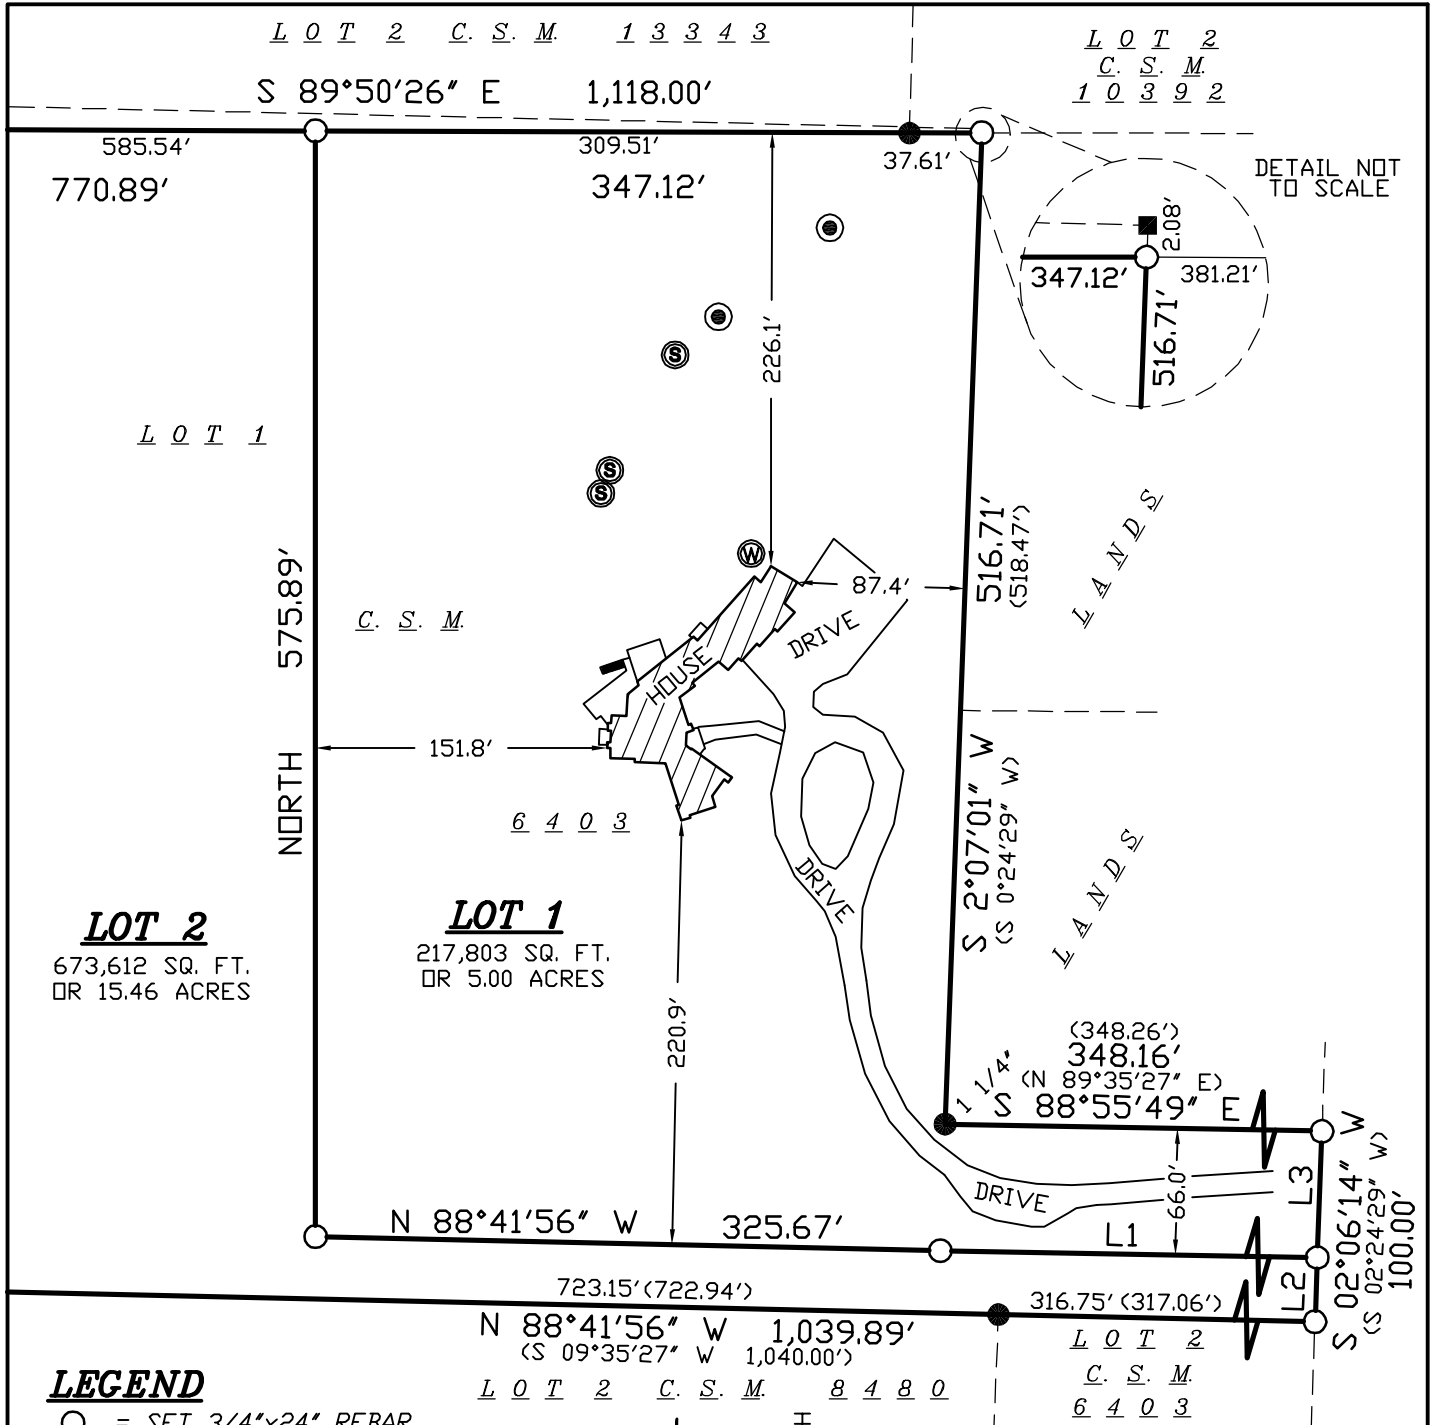 LOT 2 C.S.M. 13343
LOT 2
C.S.M.
10392
S 89°50'26" E 1,118.00'
585.54'
309.51'
37.61'
770.89'
347.12'
DETAIL NOT
TO SCALE
2.08'
347.12'
381.21'
516.71'
226.1'
S
LOT 1
S
S
W
516.71'
(518.47')
LANDS
87.4'
DRIVE
NORTH 575.89'
C.S.M.
HOUSE
151.8'
6403
S 2°07'01" W
(S 0°24'29" W)
DRIVE
LANDS
LOT 2
673,612 SQ. FT.
OR 15.46 ACRES
LOT 1
217,803 SQ. FT.
OR 5.00 ACRES
220.9'
(348.26')
348.16'
(N 89°35'27" E)
S 88°55'49" E
1 1/4"
66.0'
DRIVE
L3
S 02°06'14" W
(S 02°24'29" W)
100.00'
N 88°41'56" W 325.67'
L1
L2
723.15' (722.94')
316.75' (317.06')
N 88°41'56" W 1,039.89'
(S 09°35'27" W 1,040.00')
LOT 2
C.S.M.
6403
LOT 2 C.S.M. 8480
LEGEND
= SET 3/4"x24" REBAR